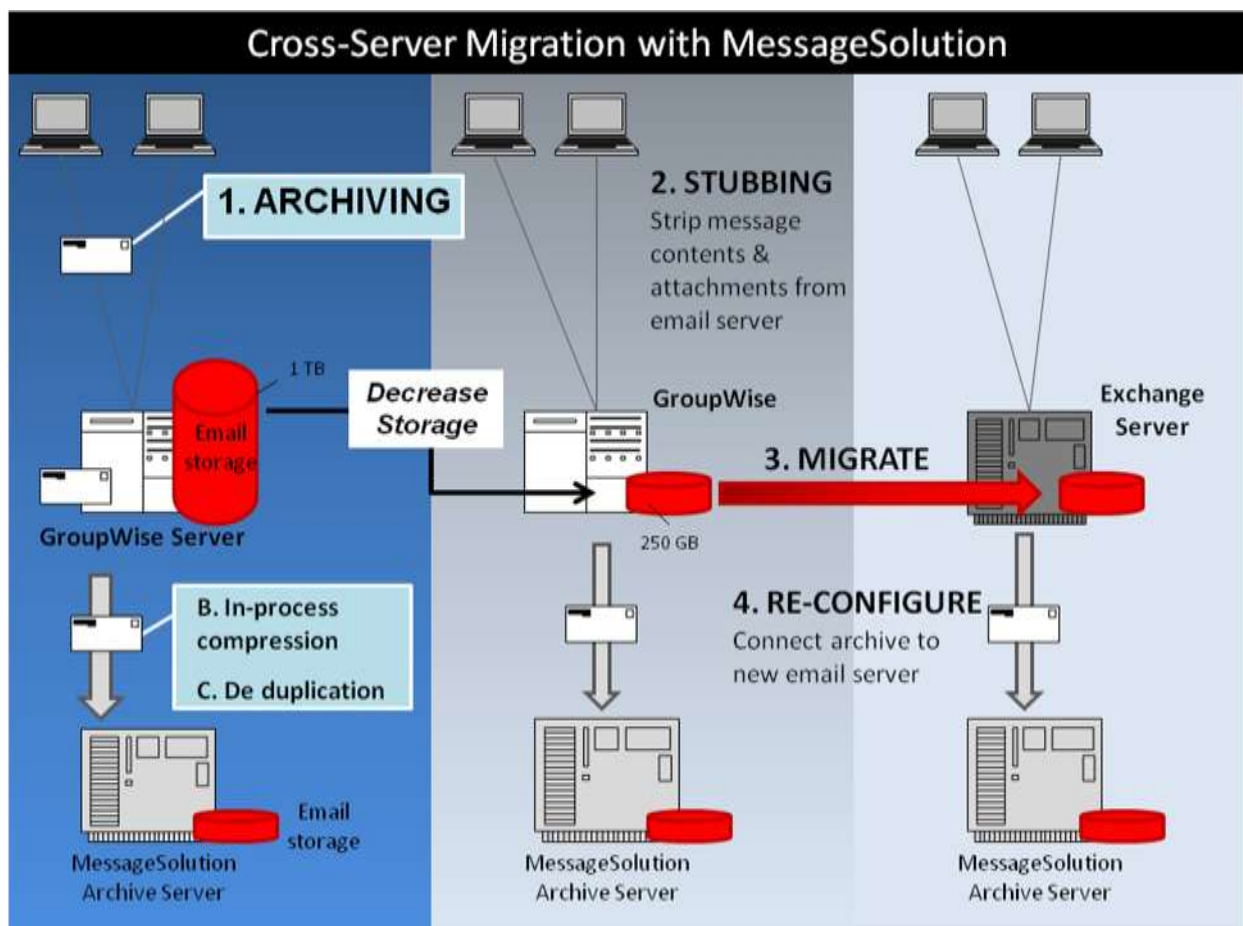 Cross-Server Migration with MessageSolution
1. ARCHIVING
1 TB
Email
storage
GroupWise Server
B. In-process
compression
C. De duplication
Email
storage
MessageSolution
Archive Server
Decrease
Storage
2. STUBBING
Strip message
contents &
attachments from
email server
GroupWise
250 GB
3. MIGRATE
MessageSolution
Archive Server
Exchange
Server
4. RE-CONFIGURE
Connect archive to
new email server
MessageSolution
Archive Server